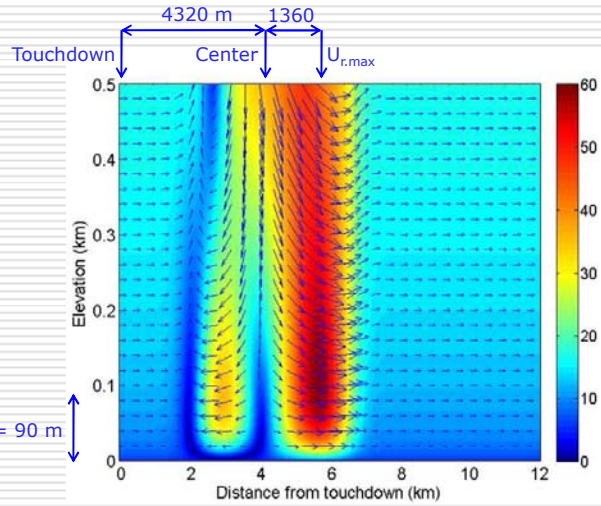 4320 m 1360
Touchdown Center U_r.max
0.5
0.4
0.3
0.2
0.1
0
Elevation (km)
= 90 m
0 2 4 6 8 10 12
Distance from touchdown (km)
60
50
40
30
20
10
0